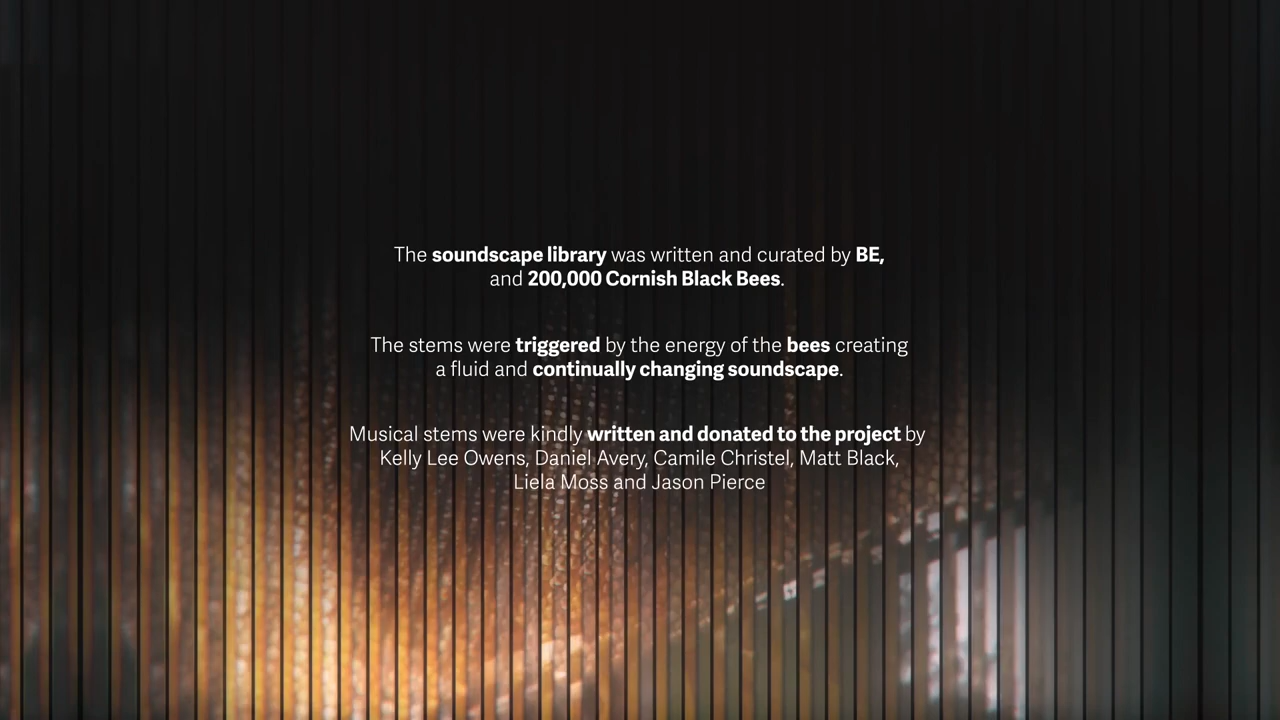 The soundscape library was written and curated by BE,
and 200,000 Cornish Black Bees.
The stems were triggered by the energy of the bees creating
a fluid and continually changing soundscape.
Musical stems were kindly written and donated to the project by
Kelly Lee Owens, Daniel Avery, Camile Christel, Matt Black,
Liela Moss and Jason Pierce